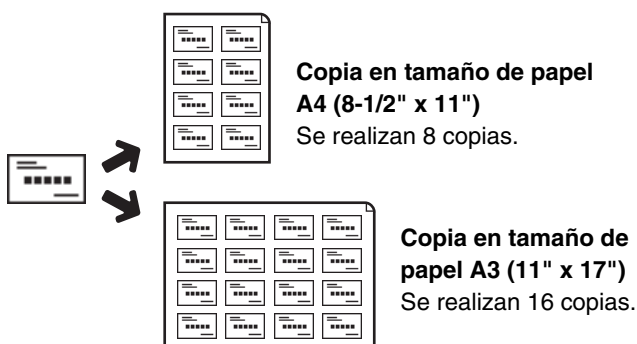 Copia en tamaño de papel
A4 (8-1/2" x 11")
Se realizan 8 copias.
Copia en tamaño de
papel A3 (11" x 17")
Se realizan 16 copias.